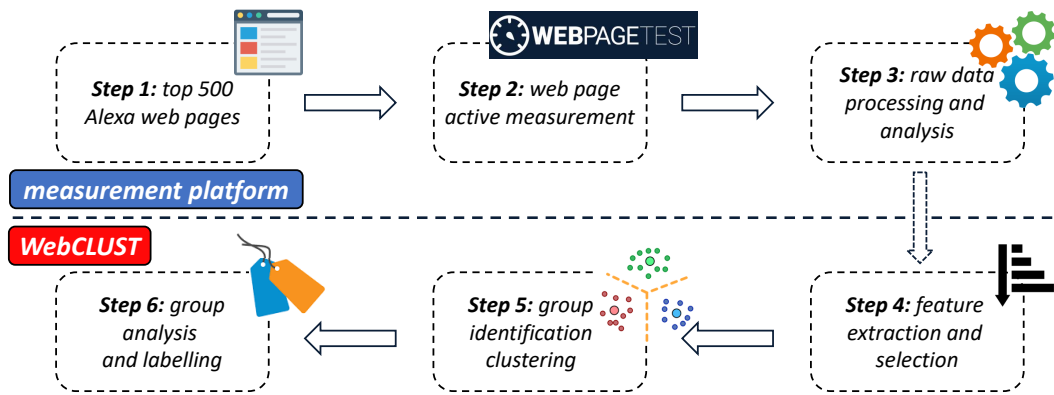 WEBPAGETEST
Step 1: top 500
Alexa web pages
Step 2: web page
active measurement
Step 3: raw data
processing and
analysis
measurement platform
WebCLUST
Step 6: group
analysis
and labelling
Step 5: group
identification
clustering
Step 4: feature
extraction and
selection